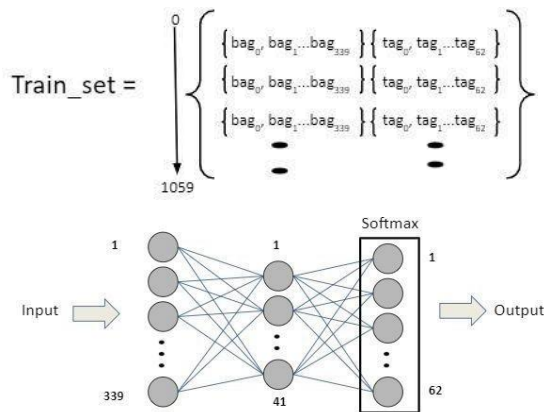 0
Train_set =
{bag₀, bag₁...bag₃₃₉} {tag₀, tag₁...tag₆₂}
{bag₀, bag₁...bag₃₃₉} {tag₀, tag₁...tag₆₂}
{bag₀, bag₁...bag₃₃₉} {tag₀, tag₁...tag₆₂}
1059
Softmax
1 1 1
Input Output
339 41 62